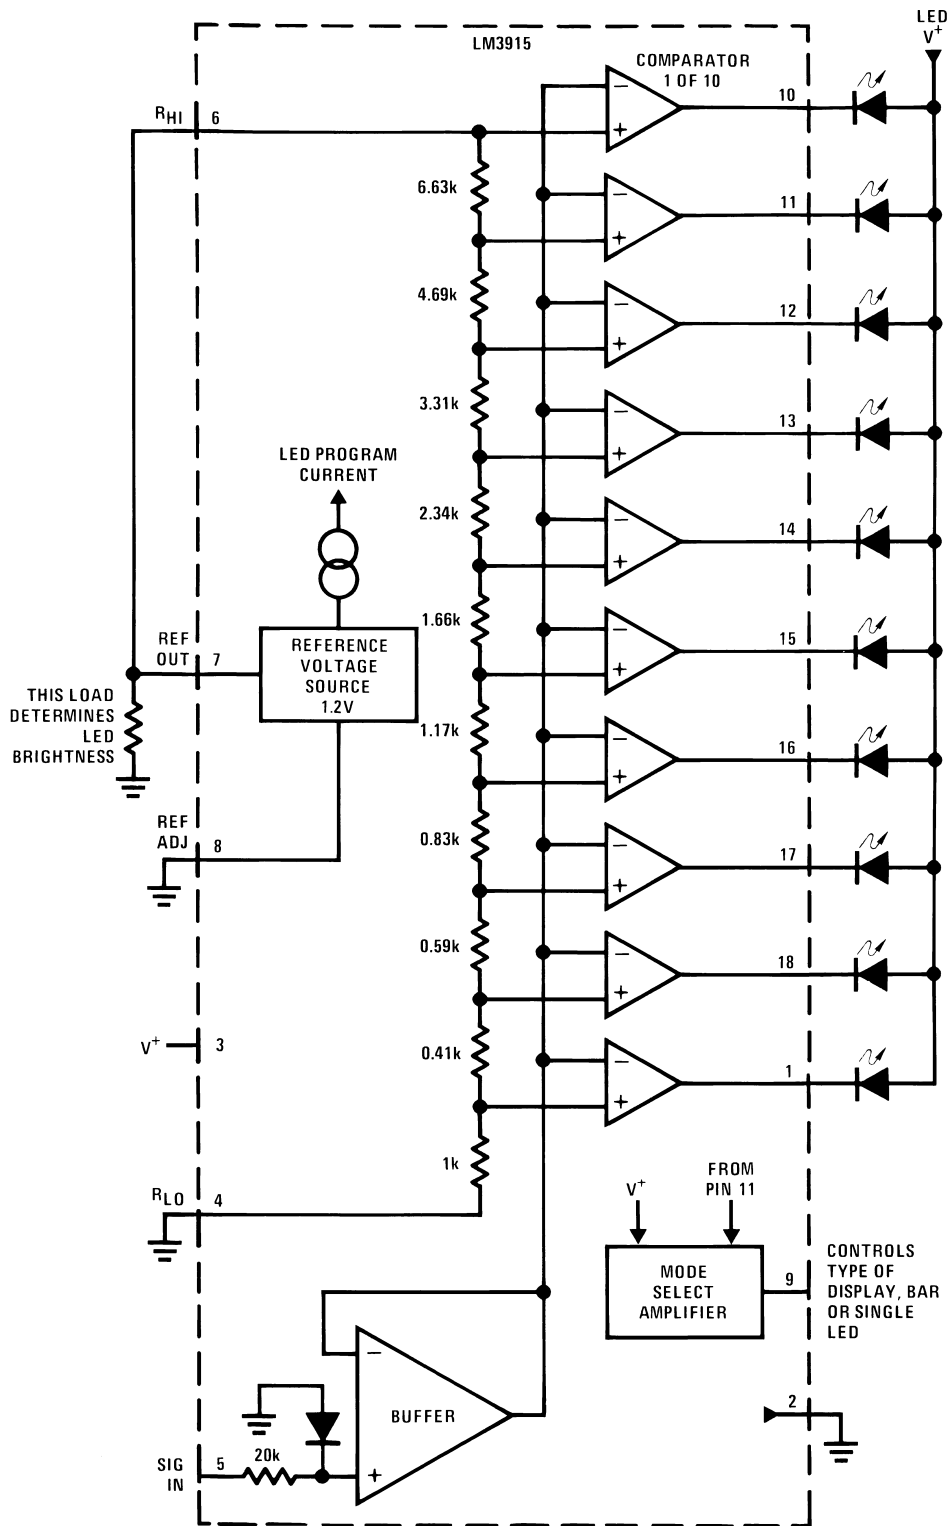 LED
V+
LM3915
COMPARATOR
1 OF 10
−
+
10
RHI
6
6.63k
−
+
11
4.69k
−
+
12
3.31k
−
+
13
LED PROGRAM
CURRENT
2.34k
−
+
14
1.66k
−
+
15
REF
OUT
7
REFERENCE
VOLTAGE
SOURCE
1.2V
THIS LOAD
DETERMINES
LED
BRIGHTNESS
1.17k
−
+
16
REF
ADJ
8
0.83k
−
+
17
0.59k
−
+
18
V+
3
0.41k
−
+
1
1k
RLO
4
V+
FROM
PIN 11
MODE
SELECT
AMPLIFIER
9
CONTROLS
TYPE OF
DISPLAY, BAR
OR SINGLE
LED
−
BUFFER
+
2
SIG
IN
5
20k